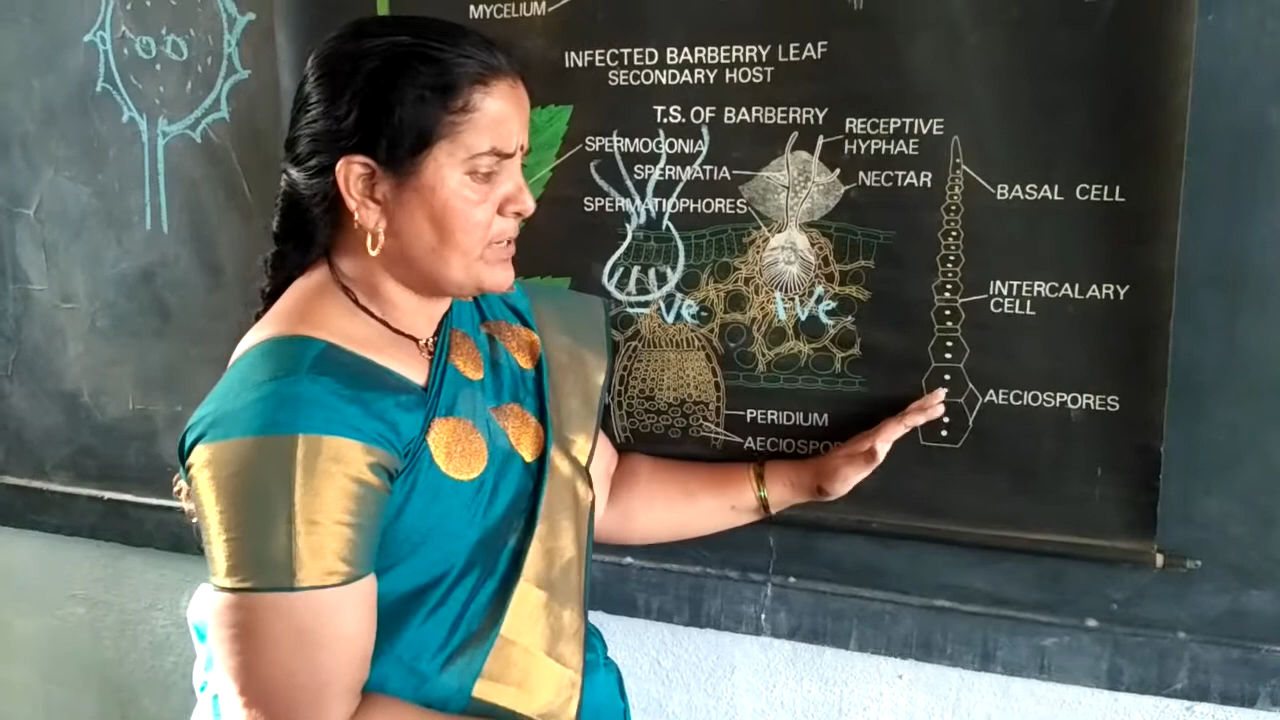 MYCELIUM
INFECTED BARBERRY LEAF
SECONDARY HOST
T.S. OF BARBERRY
SPERMOGONIA
SPERMATIA
SPERMATIOPHORES
RECEPTIVE
HYPHAE
NECTAR
BASAL CELL
INTERCALARY
CELL
AECIOSPORES
-ve
+ve
PERIDIUM
AECIOSPOR